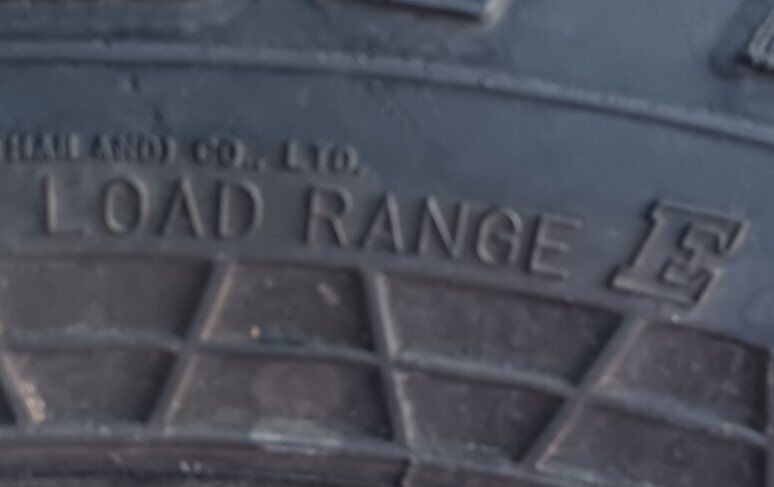 THAILAND) CO., LTD.
LOAD RANGE E